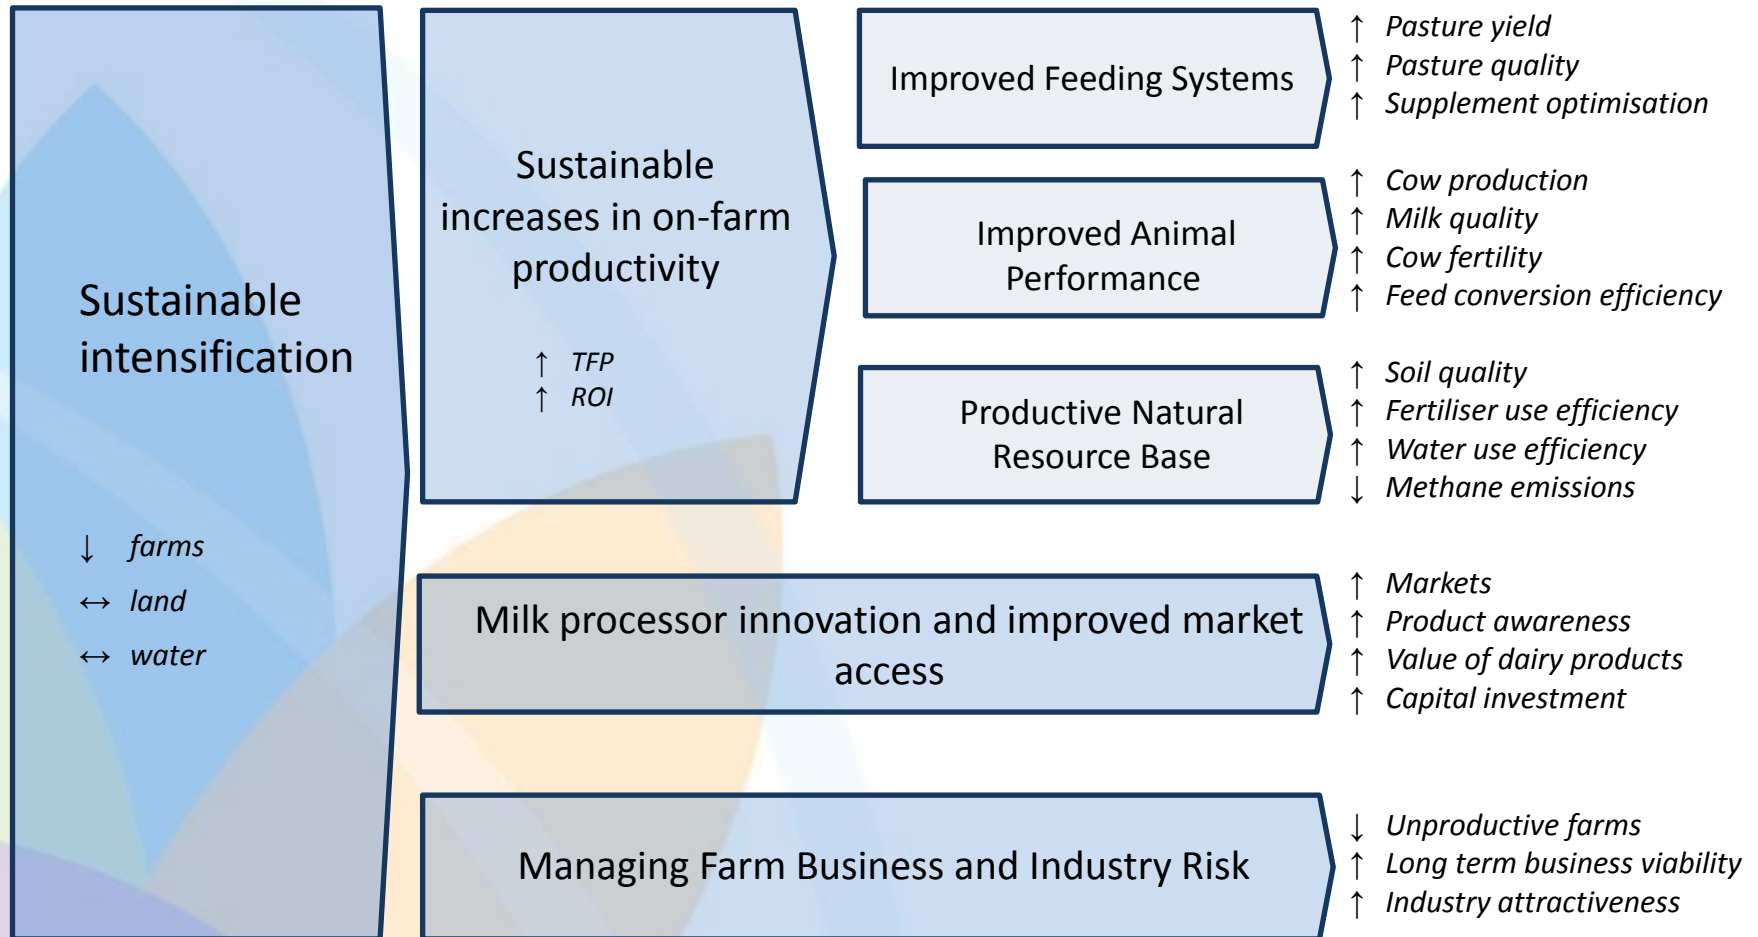 Sustainable
intensification
↓ farms
↔ land
↔ water
Sustainable
increases in on-farm
productivity
↑ TFP
↑ ROI
Improved Feeding Systems
↑ Pasture yield
↑ Pasture quality
↑ Supplement optimisation
Improved Animal
Performance
↑ Cow production
↑ Milk quality
↑ Cow fertility
↑ Feed conversion efficiency
Productive Natural
Resource Base
↑ Soil quality
↑ Fertiliser use efficiency
↑ Water use efficiency
↓ Methane emissions
Milk processor innovation and improved market
access
↑ Markets
↑ Product awareness
↑ Value of dairy products
↑ Capital investment
Managing Farm Business and Industry Risk
↓ Unproductive farms
↑ Long term business viability
↑ Industry attractiveness